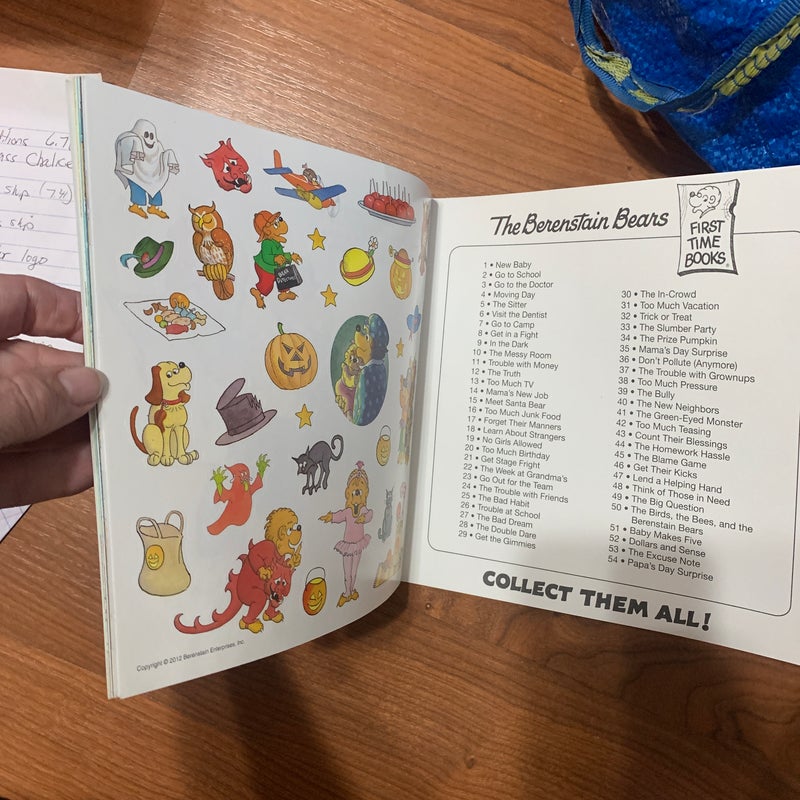 6.7
Chalice
slip (74)
slip
logo
Copyright © 2012 Berenstain Enterprises, Inc.
The Berenstain Bears
FIRST
TIME
BOOKS®
1 • New Baby
2 • Go to School
3 • Go to the Doctor
4 • Moving Day
5 • The Sitter
6 • Visit the Dentist
7 • Go to Camp
8 • Get in a Fight
9 • In the Dark
10 • The Messy Room
11 • Trouble with Money
12 • The Truth
13 • Too Much TV
14 • Mama's New Job
15 • Meet Santa Bear
16 • Too Much Junk Food
17 • Forget Their Manners
18 • Learn About Strangers
19 • No Girls Allowed
20 • Too Much Birthday
21 • Get Stage Fright
22 • The Week at Grandma's
23 • Go Out for the Team
24 • The Trouble with Friends
25 • The Bad Habit
26 • Trouble at School
27 • The Bad Dream
28 • The Double Dare
29 • Get the Gimmies
30 • The In-Crowd
31 • Too Much Vacation
32 • Trick or Treat
33 • The Slumber Party
34 • The Prize Pumpkin
35 • Mama's Day Surprise
36 • Don't Pollute (Anymore)
37 • The Trouble with Grownups
38 • Too Much Pressure
39 • The Bully
40 • The New Neighbors
41 • The Green-Eyed Monster
42 • Too Much Teasing
43 • Count Their Blessings
44 • The Homework Hassle
45 • The Blame Game
46 • Get Their Kicks
47 • Lend a Helping Hand
48 • Think of Those in Need
49 • The Big Question
50 • The Birds, the Bees, and the
Berenstain Bears
51 • Baby Makes Five
52 • Dollars and Sense
53 • The Excuse Note
54 • Papa's Day Surprise
COLLECT THEM ALL!